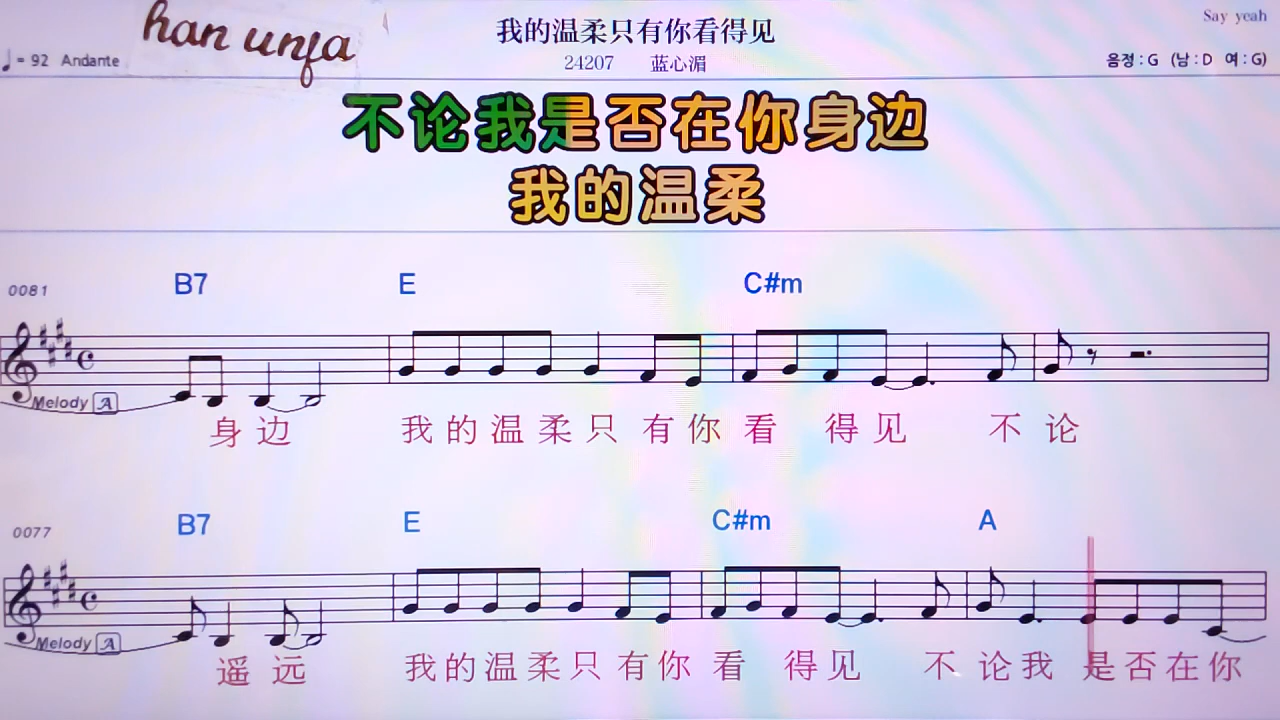 han unfa
我的温柔只有你看得见
Say yeah
♩= 92 Andante
24207 蓝心湄
음정 : G (남 : D 여 : G)
不论我是否在你身边
我的温柔
0081
B7 E C#m
Melody A
身边 我的温柔只有你看得见 不论
0077
B7 E C#m A
Melody A
遥远 我的温柔只有你看得见 不论我是否在你